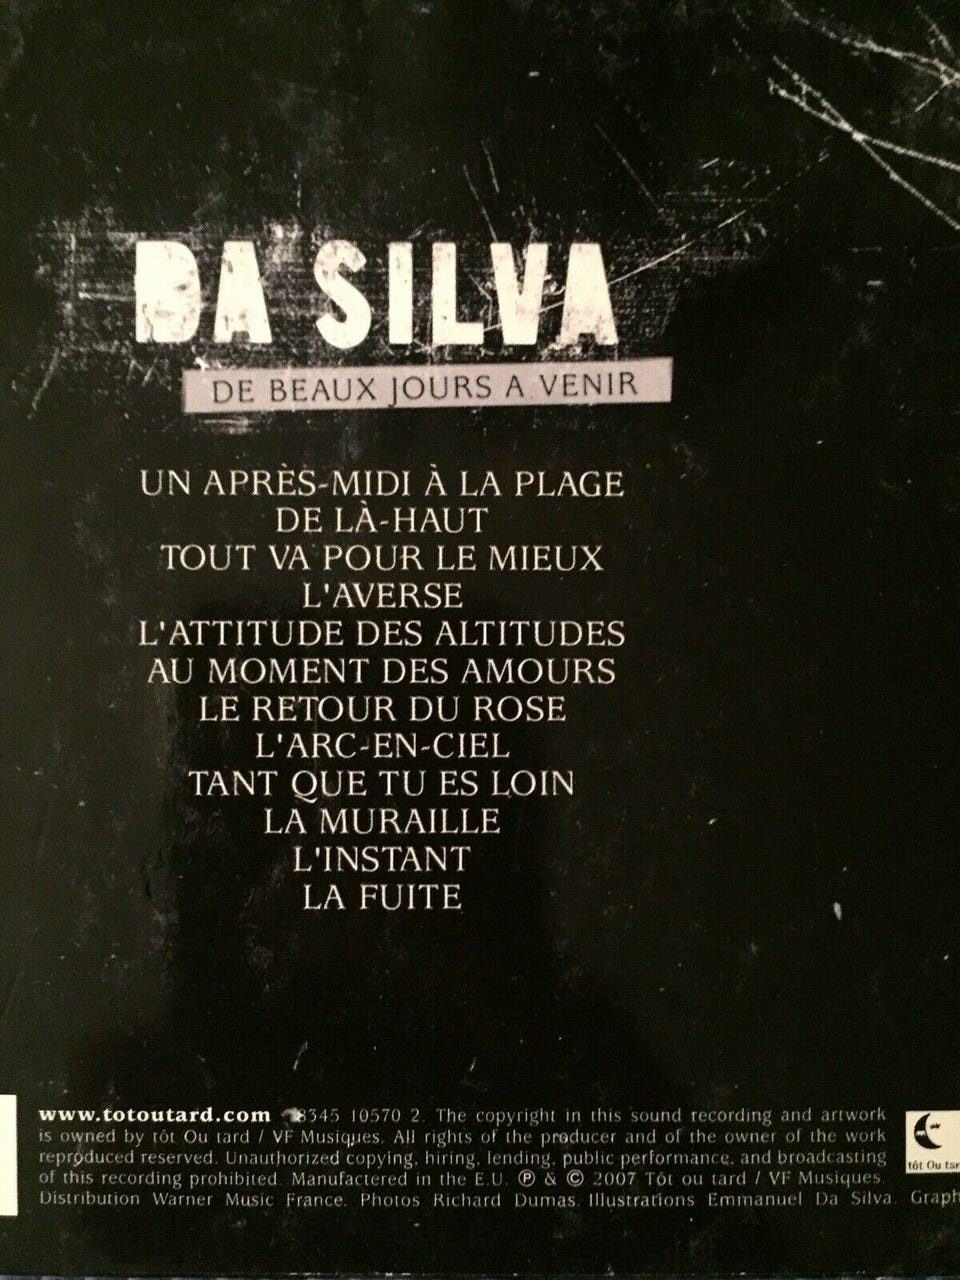 DA SILVA
DE BEAUX JOURS A VENIR
UN APRÈS-MIDI À LA PLAGE
DE LÀ-HAUT
TOUT VA POUR LE MIEUX
L'AVERSE
L'ATTITUDE DES ALTITUDES
AU MOMENT DES AMOURS
LE RETOUR DU ROSE
L'ARC-EN-CIEL
TANT QUE TU ES LOIN
LA MURAILLE
L'INSTANT
LA FUITE
www.totoutard.com 8345 10570 2. The copyright in this sound recording and artwork
is owned by tôt Ou tard / VF Musiques. All rights of the producer and of the owner of the work
reproduced reserved. Unauthorized copying, hiring, lending, public performance, and broadcasting
of this recording prohibited. Manufactered in the E.U. ℗ & © 2007 Tôt ou tard / VF Musiques.
Distribution Warner Music France. Photos Richard Dumas. Illustrations Emmanuel Da Silva. Graph
tôt Ou tar